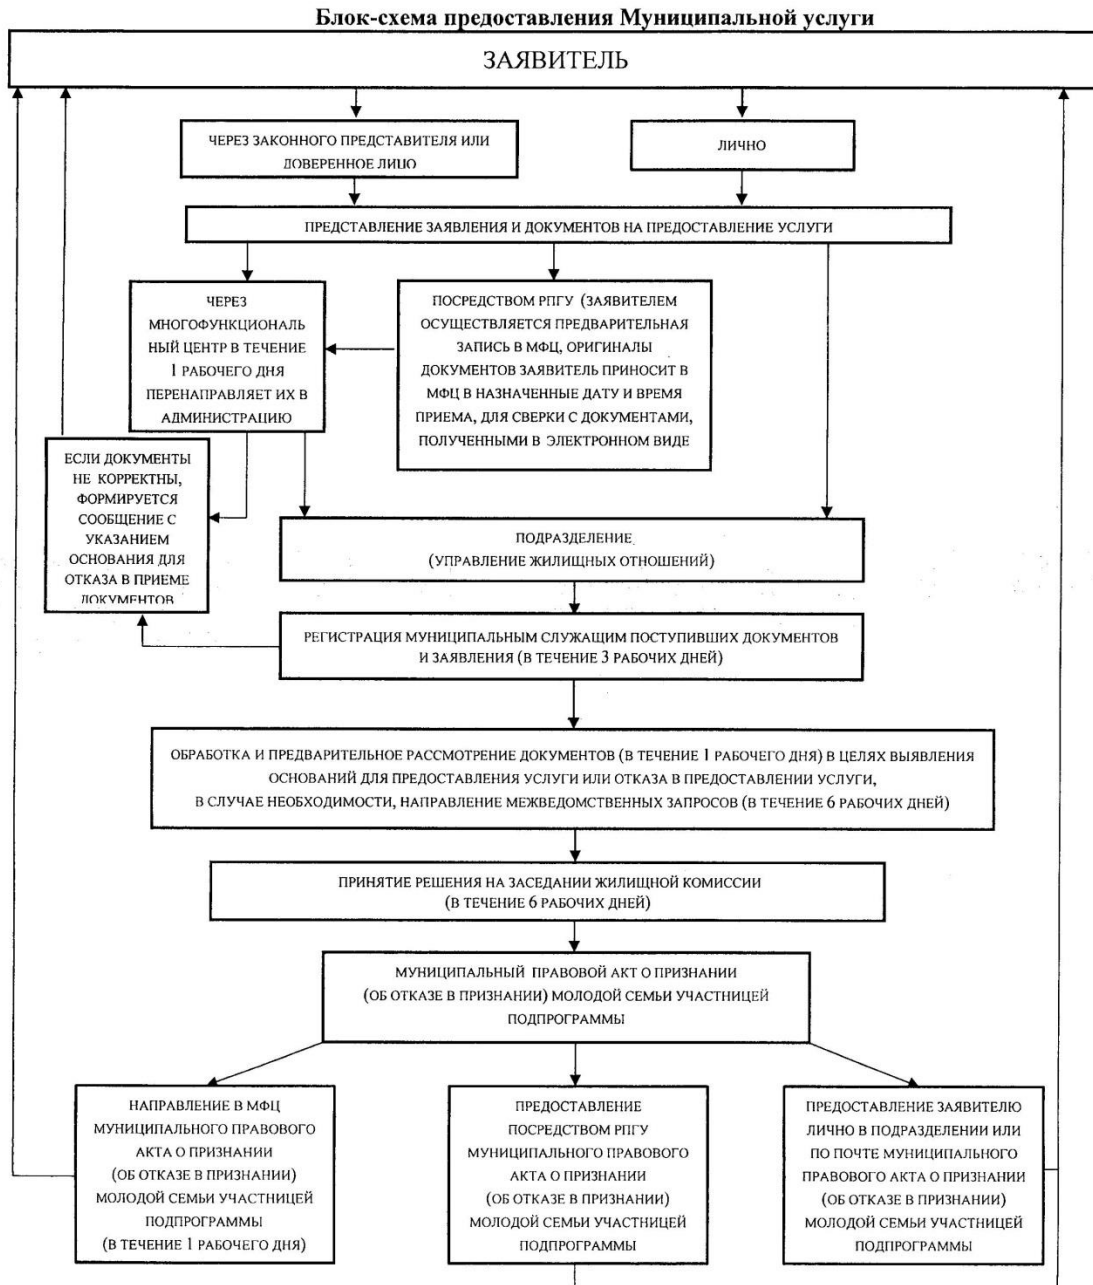 Блок-схема предоставления Муниципальной услуги
ЗАЯВИТЕЛЬ
ЧЕРЕЗ ЗАКОННОГО ПРЕДСТАВИТЕЛЯ ИЛИ
ДОВЕРЕННОЕ ЛИЦО
ЛИЧНО
ПРЕДСТАВЛЕНИЕ ЗАЯВЛЕНИЯ И ДОКУМЕНТОВ НА ПРЕДОСТАВЛЕНИЕ УСЛУГИ
ЧЕРЕЗ
МНОГОФУНКЦИОНАЛЬ
НЫЙ ЦЕНТР В ТЕЧЕНИЕ
1 РАБОЧЕГО ДНЯ
ПЕРЕНАПРАВЛЯЕТ ИХ В
АДМИНИСТРАЦИЮ
ПОСРЕДСТВОМ РПГУ (ЗАЯВИТЕЛЕМ
ОСУЩЕСТВЛЯЕТСЯ ПРЕДВАРИТЕЛЬНАЯ
ЗАПИСЬ В МФЦ, ОРИГИНАЛЫ
ДОКУМЕНТОВ ЗАЯВИТЕЛЬ ПРИНОСИТ В
МФЦ В НАЗНАЧЕННЫЕ ДАТУ И ВРЕМЯ
ПРИЕМА, ДЛЯ СВЕРКИ С ДОКУМЕНТАМИ,
ПОЛУЧЕННЫМИ В ЭЛЕКТРОННОМ ВИДЕ
ЕСЛИ ДОКУМЕНТЫ
НЕ КОРРЕКТНЫ,
ФОРМИРУЕТСЯ
СООБЩЕНИЕ С
УКАЗАНИЕМ
ОСНОВАНИЯ ДЛЯ
ОТКАЗА В ПРИЕМЕ
ДОКУМЕНТОВ
ПОДРАЗДЕЛЕНИЕ
(УПРАВЛЕНИЕ ЖИЛИЩНЫХ ОТНОШЕНИЙ)
РЕГИСТРАЦИЯ МУНИЦИПАЛЬНЫМ СЛУЖАЩИМ ПОСТУПИВШИХ ДОКУМЕНТОВ
И ЗАЯВЛЕНИЯ (В ТЕЧЕНИЕ 3 РАБОЧИХ ДНЕЙ)
ОБРАБОТКА И ПРЕДВАРИТЕЛЬНОЕ РАССМОТРЕНИЕ ДОКУМЕНТОВ (В ТЕЧЕНИЕ 1 РАБОЧЕГО ДНЯ) В ЦЕЛЯХ ВЫЯВЛЕНИЯ
ОСНОВАНИЙ ДЛЯ ПРЕДОСТАВЛЕНИЯ УСЛУГИ ИЛИ ОТКАЗА В ПРЕДОСТАВЛЕНИИ УСЛУГИ,
В СЛУЧАЕ НЕОБХОДИМОСТИ, НАПРАВЛЕНИЕ МЕЖВЕДОМСТВЕННЫХ ЗАПРОСОВ (В ТЕЧЕНИЕ 6 РАБОЧИХ ДНЕЙ)
ПРИНЯТИЕ РЕШЕНИЯ НА ЗАСЕДАНИИ ЖИЛИЩНОЙ КОМИССИИ
(В ТЕЧЕНИЕ 6 РАБОЧИХ ДНЕЙ)
МУНИЦИПАЛЬНЫЙ ПРАВОВОЙ АКТ О ПРИЗНАНИИ
(ОБ ОТКАЗЕ В ПРИЗНАНИИ) МОЛОДОЙ СЕМЬИ УЧАСТНИЦЕЙ
ПОДПРОГРАММЫ
НАПРАВЛЕНИЕ В МФЦ
МУНИЦИПАЛЬНОГО ПРАВОВОГО
АКТА О ПРИЗНАНИИ
(ОБ ОТКАЗЕ В ПРИЗНАНИИ)
МОЛОДОЙ СЕМЬИ УЧАСТНИЦЕЙ
ПОДПРОГРАММЫ
(В ТЕЧЕНИЕ 1 РАБОЧЕГО ДНЯ)
ПРЕДОСТАВЛЕНИЕ
ПОСРЕДСТВОМ РПГУ
МУНИЦИПАЛЬНОГО ПРАВОВОГО
АКТА О ПРИЗНАНИИ
(ОБ ОТКАЗЕ В ПРИЗНАНИИ)
МОЛОДОЙ СЕМЬИ УЧАСТНИЦЕЙ
ПОДПРОГРАММЫ
ПРЕДОСТАВЛЕНИЕ ЗАЯВИТЕЛЮ
ЛИЧНО В ПОДРАЗДЕЛЕНИИ ИЛИ
ПО ПОЧТЕ МУНИЦИПАЛЬНОГО
ПРАВОВОГО АКТА О ПРИЗНАНИИ
(ОБ ОТКАЗЕ В ПРИЗНАНИИ)
МОЛОДОЙ СЕМЬИ УЧАСТНИЦЕЙ
ПОДПРОГРАММЫ